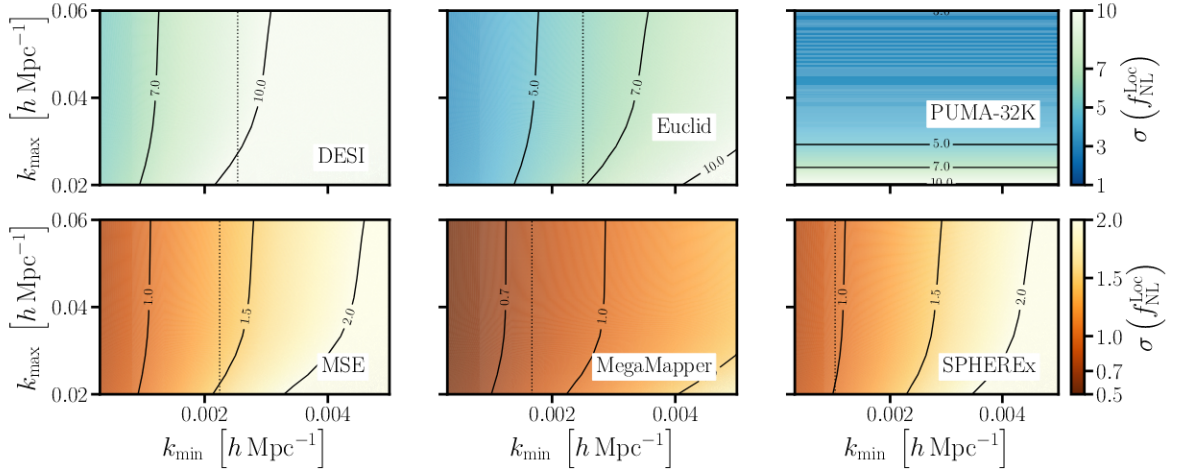 0.06
0.04
0.02
k_max [h Mpc⁻¹]
7.0
10.0
DESI
5.0
7.0
10.0
Euclid
PUMA-32K
5.0
7.0
10.0
10
7
5
3
1
σ (f_NL^Loc)
0.06
0.04
0.02
k_max [h Mpc⁻¹]
1.0
1.5
2.0
MSE
0.7
1.0
MegaMapper
1.0
1.5
2.0
SPHEREx
2.0
1.5
1.0
0.7
0.5
σ (f_NL^Loc)
0.002 0.004
0.002 0.004
0.002 0.004
k_min [h Mpc⁻¹]
k_min [h Mpc⁻¹]
k_min [h Mpc⁻¹]